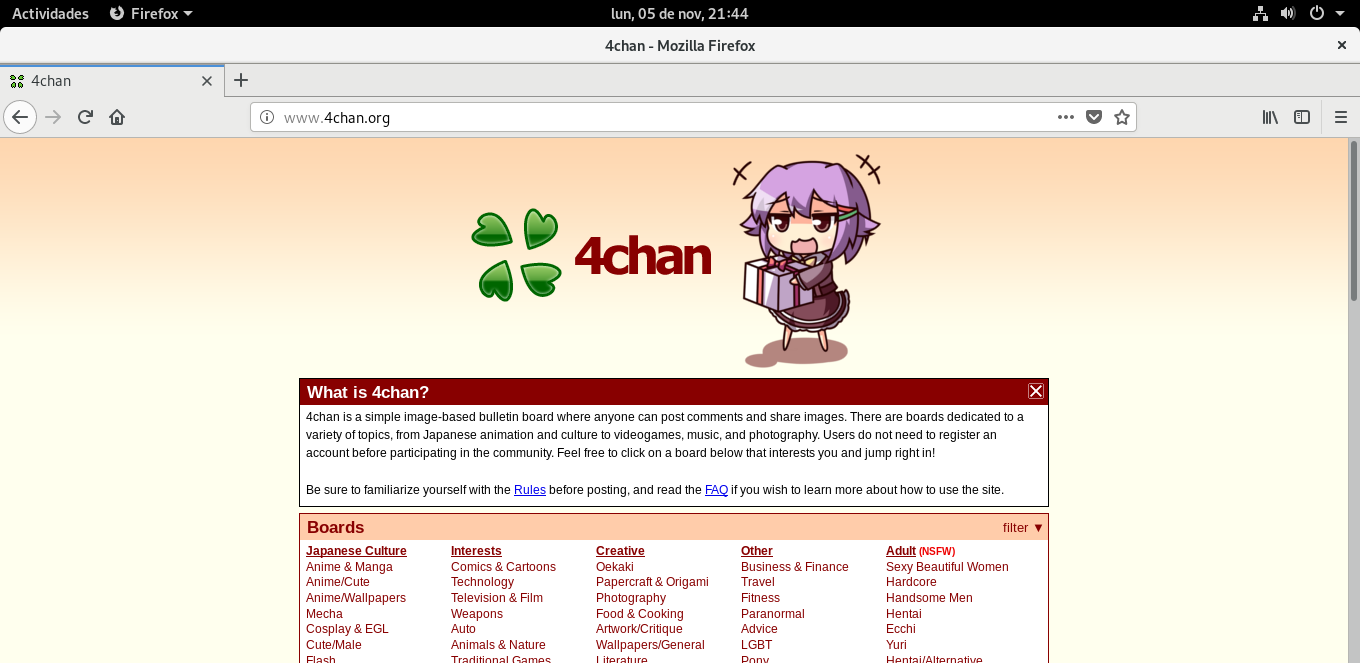 Actividades Firefox lun, 05 de nov, 21:44
4chan - Mozilla Firefox
4chan
www.4chan.org
4chan
What is 4chan?
4chan is a simple image-based bulletin board where anyone can post comments and share images. There are boards dedicated to a
variety of topics, from Japanese animation and culture to videogames, music, and photography. Users do not need to register an
account before participating in the community. Feel free to click on a board below that interests you and jump right in!
Be sure to familiarize yourself with the Rules before posting, and read the FAQ if you wish to learn more about how to use the site.
Boards filter ▼
Japanese Culture Interests Creative Other Adult (NSFW)
Anime & Manga Comics & Cartoons Oekaki Business & Finance Sexy Beautiful Women
Anime/Cute Technology Papercraft & Origami Travel Hardcore
Anime/Wallpapers Television & Film Photography Fitness Handsome Men
Mecha Weapons Food & Cooking Paranormal Hentai
Cosplay & EGL Auto Artwork/Critique Advice Ecchi
Cute/Male Animals & Nature Wallpapers/General LGBT Yuri
Flash Traditional Games Literature Pony Hentai/Alternative